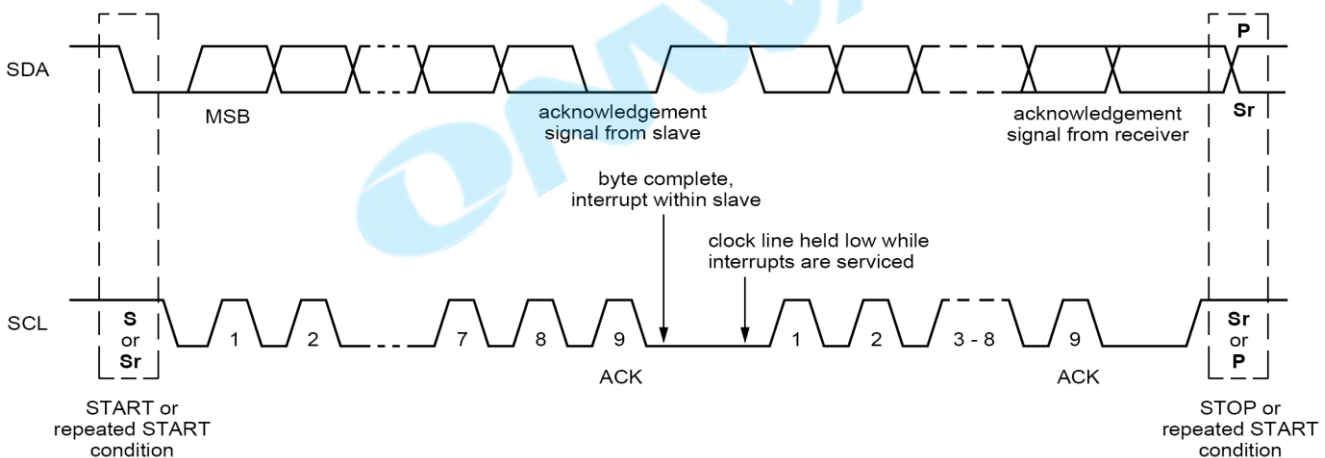 P
SDA
MSB
acknowledgement
signal from slave
acknowledgement
signal from receiver
Sr
byte complete,
interrupt within slave
clock line held low while
interrupts are serviced
SCL
S
or
Sr
1
2
7
8
9
1
2
3 - 8
9
Sr
or
P
ACK
ACK
START or
repeated START
condition
STOP or
repeated START
condition